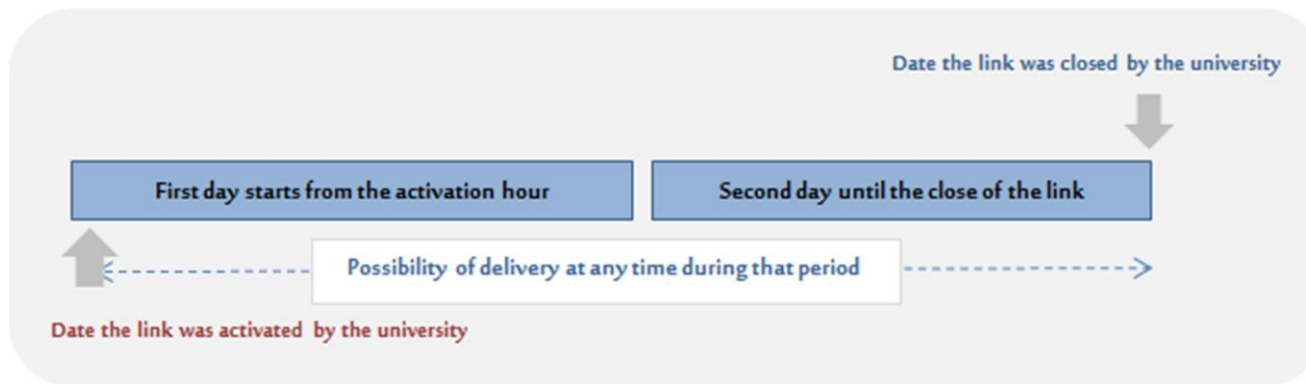 Date the link was closed by the university
First day starts from the activation hour
Second day until the close of the link
Possibility of delivery at any time during that period
Date the link was activated by the university